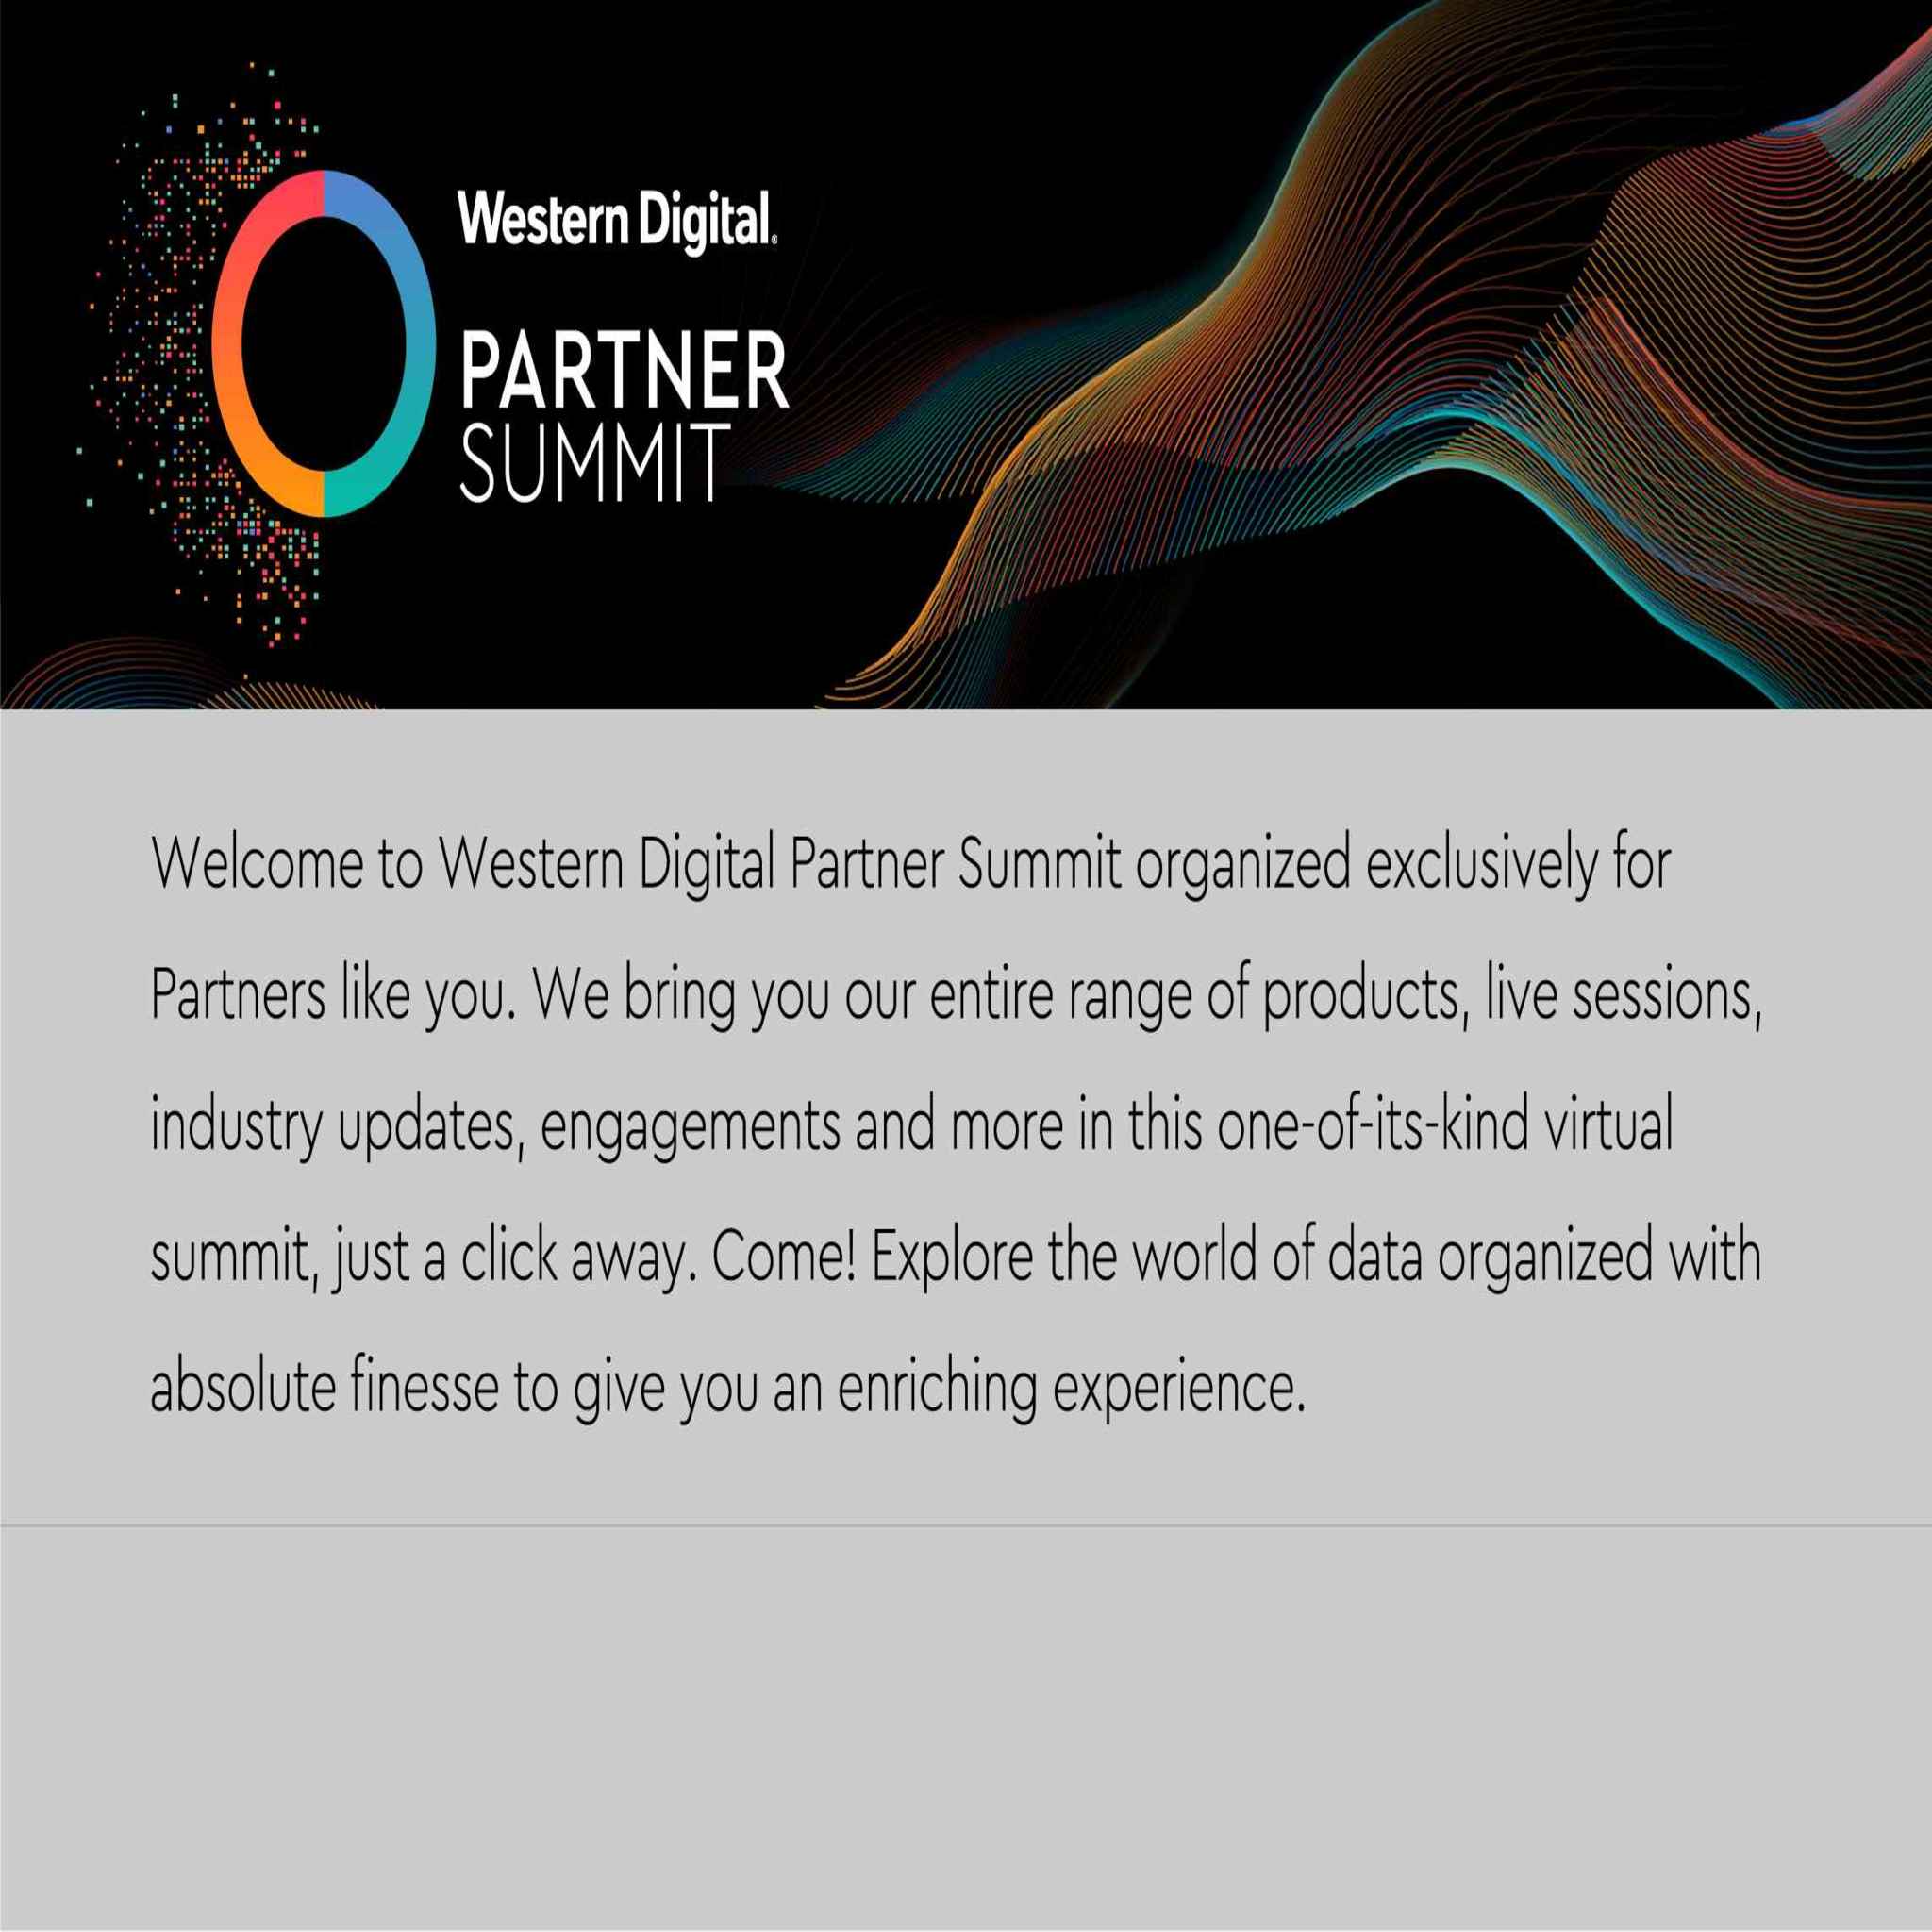 Western Digital.
PARTNER
SUMMIT
Welcome to Western Digital Partner Summit organized exclusively for
Partners like you. We bring you our entire range of products, live sessions,
industry updates, engagements and more in this one-of-its-kind virtual
summit, just a click away. Come! Explore the world of data organized with
absolute finesse to give you an enriching experience.